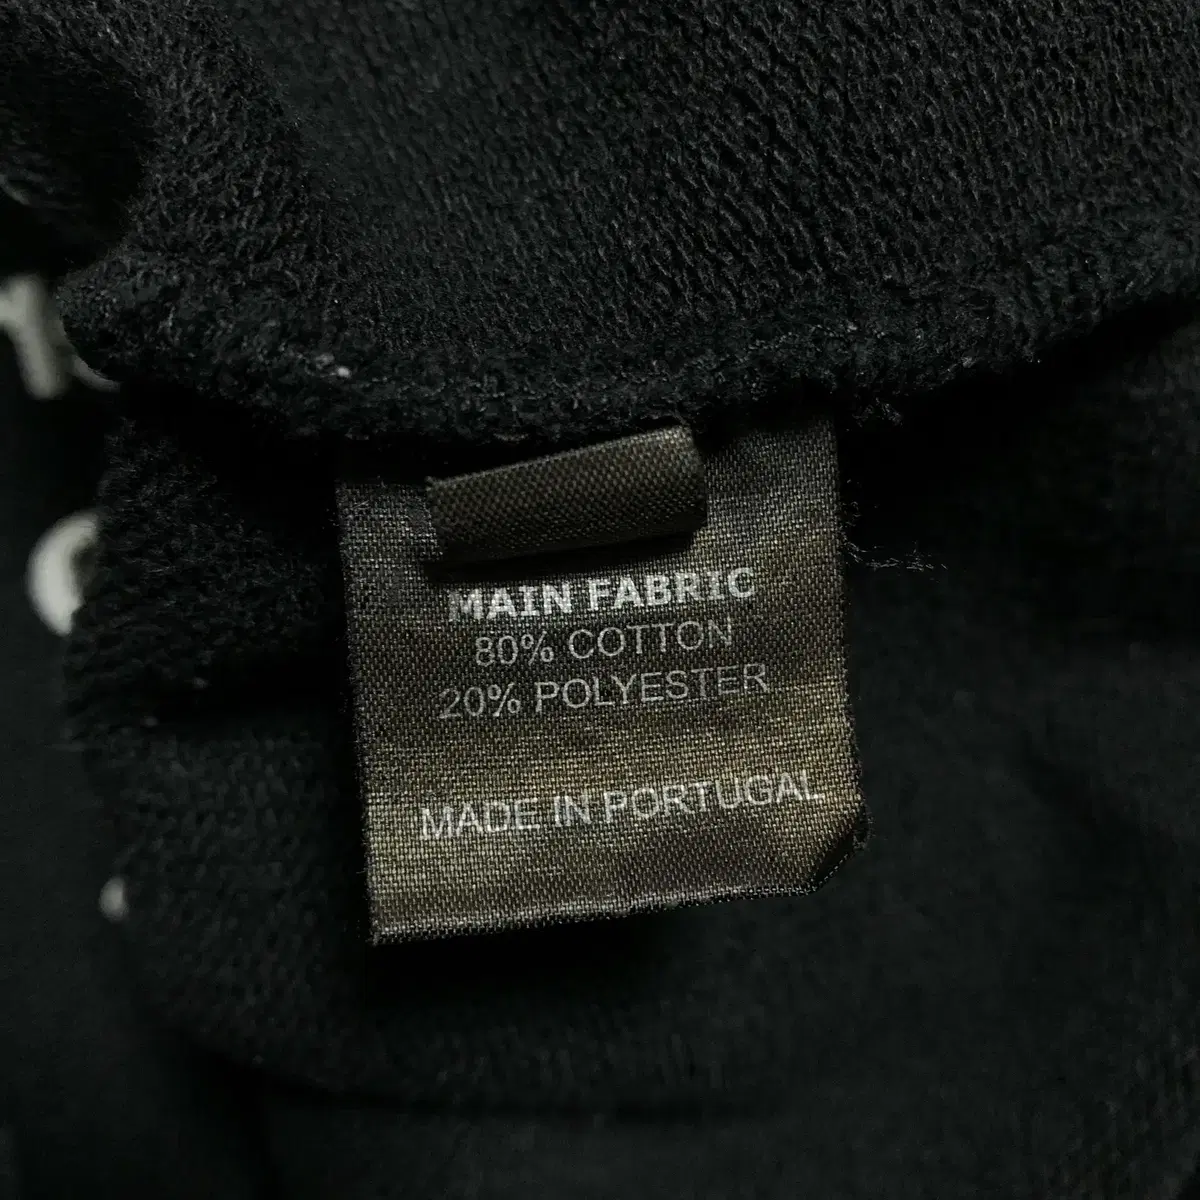 MAIN FABRIC
80% COTTON
20% POLYESTER
MADE IN PORTUGAL